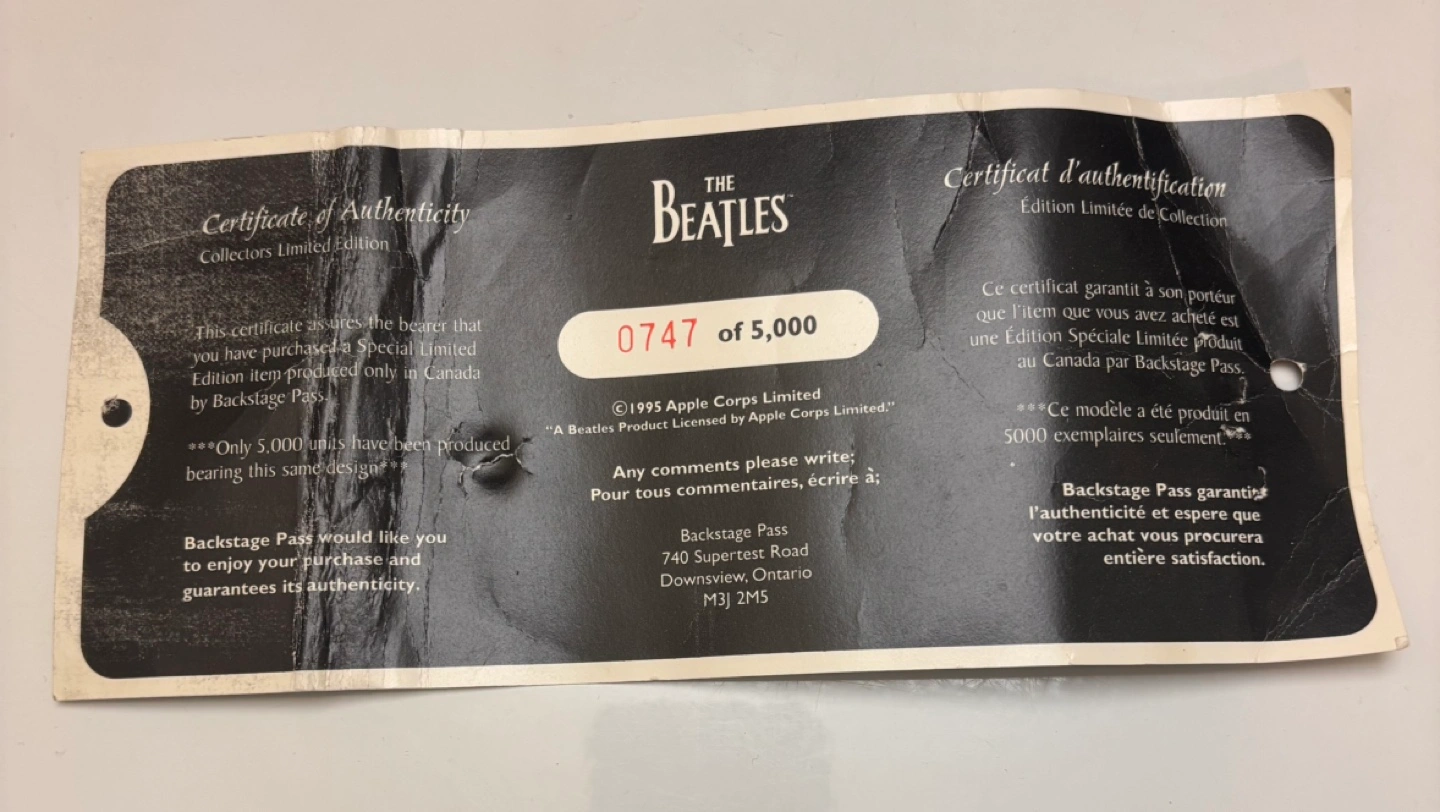 Certificate of Authenticity
Collectors Limited Edition
This certificate assures the bearer that
you have purchased a Special Limited
Edition item produced only in Canada
by Backstage Pass.
***Only 5,000 units have been produced
bearing this same design***
Backstage Pass would like you
to enjoy your purchase and
guarantees its authenticity.
THE
BEATLES™
0747 of 5,000
©1995 Apple Corps Limited
"A Beatles Product Licensed by Apple Corps Limited."
Any comments please write;
Pour tous commentaires, écrire à;
Backstage Pass
740 Supertest Road
Downsview, Ontario
M3J 2M5
Certificat d'authentification
Édition Limitée de Collection
Ce certificat garantit à son portéur
que l'item que vous avez acheté est
une Édition Spéciale Limitée produit
au Canada par Backstage Pass.
***Ce modèle a été produit en
5000 exemplaires seulement.***
Backstage Pass garantit
l'authenticité et espere que
votre achat vous procurera
entière satisfaction.